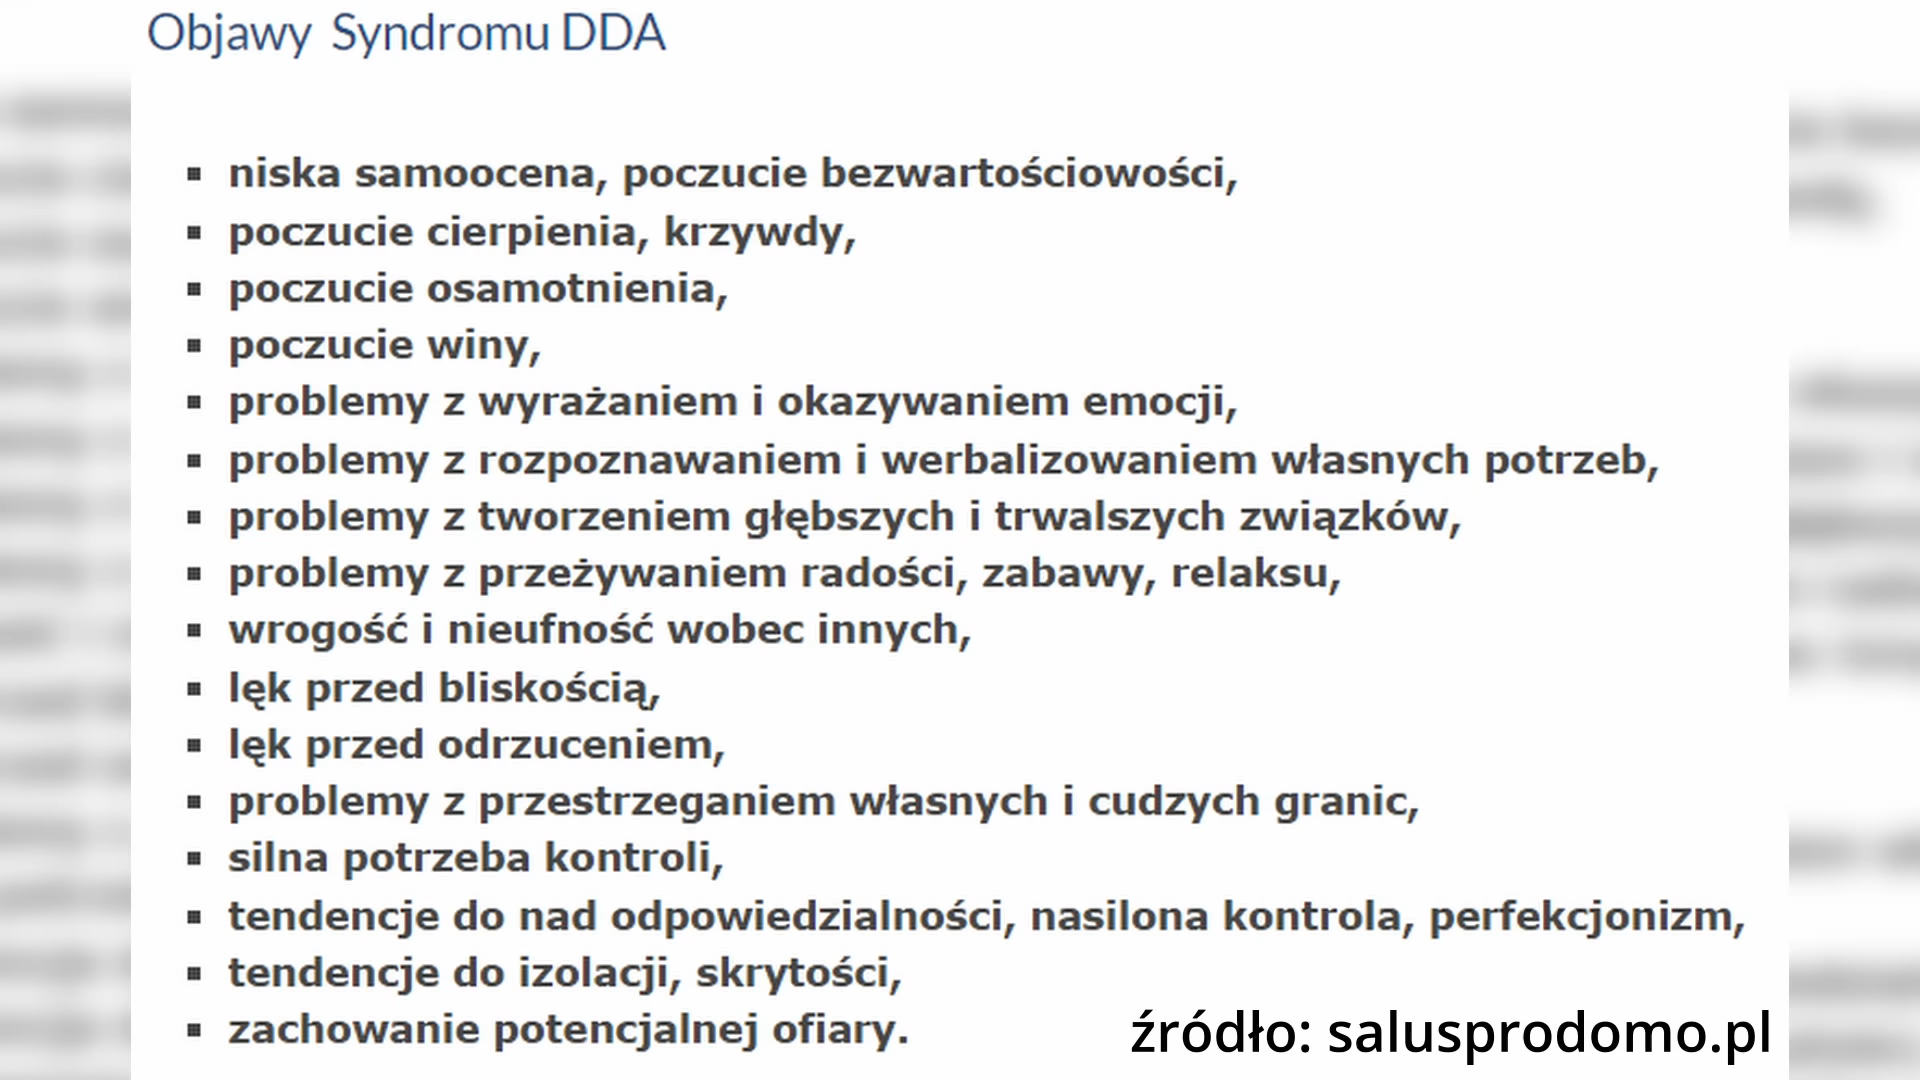 Objawy Syndromu DDA
niska samoocena, poczucie bezwartościowości,
poczucie cierpienia, krzywdy,
poczucie osamotnienia,
poczucie winy,
problemy z wyrażaniem i okazywaniem emocji,
problemy z rozpoznawaniem i werbalizowaniem własnych potrzeb,
problemy z tworzeniem głębszych i trwalszych związków,
problemy z przeżywaniem radości, zabawy, relaksu,
wrogość i nieufność wobec innych,
lęk przed bliskością,
lęk przed odrzuceniem,
problemy z przestrzeganiem własnych i cudzych granic,
silna potrzeba kontroli,
tendencje do nad odpowiedzialności, nasilona kontrola, perfekcjonizm,
tendencje do izolacji, skrytości,
zachowanie potencjalnej ofiary.
źródło: salusprodomo.pl